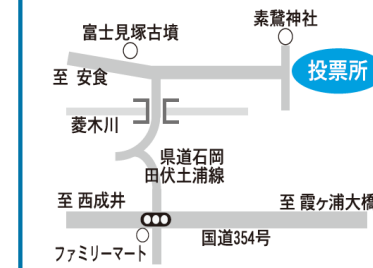 素鵞神社
富士見塚古墳
投票所
至 安食
菱木川
県道石岡
田伏土浦線
至 西成井
至 霞ヶ浦大橋
国道354号
ファミリーマート